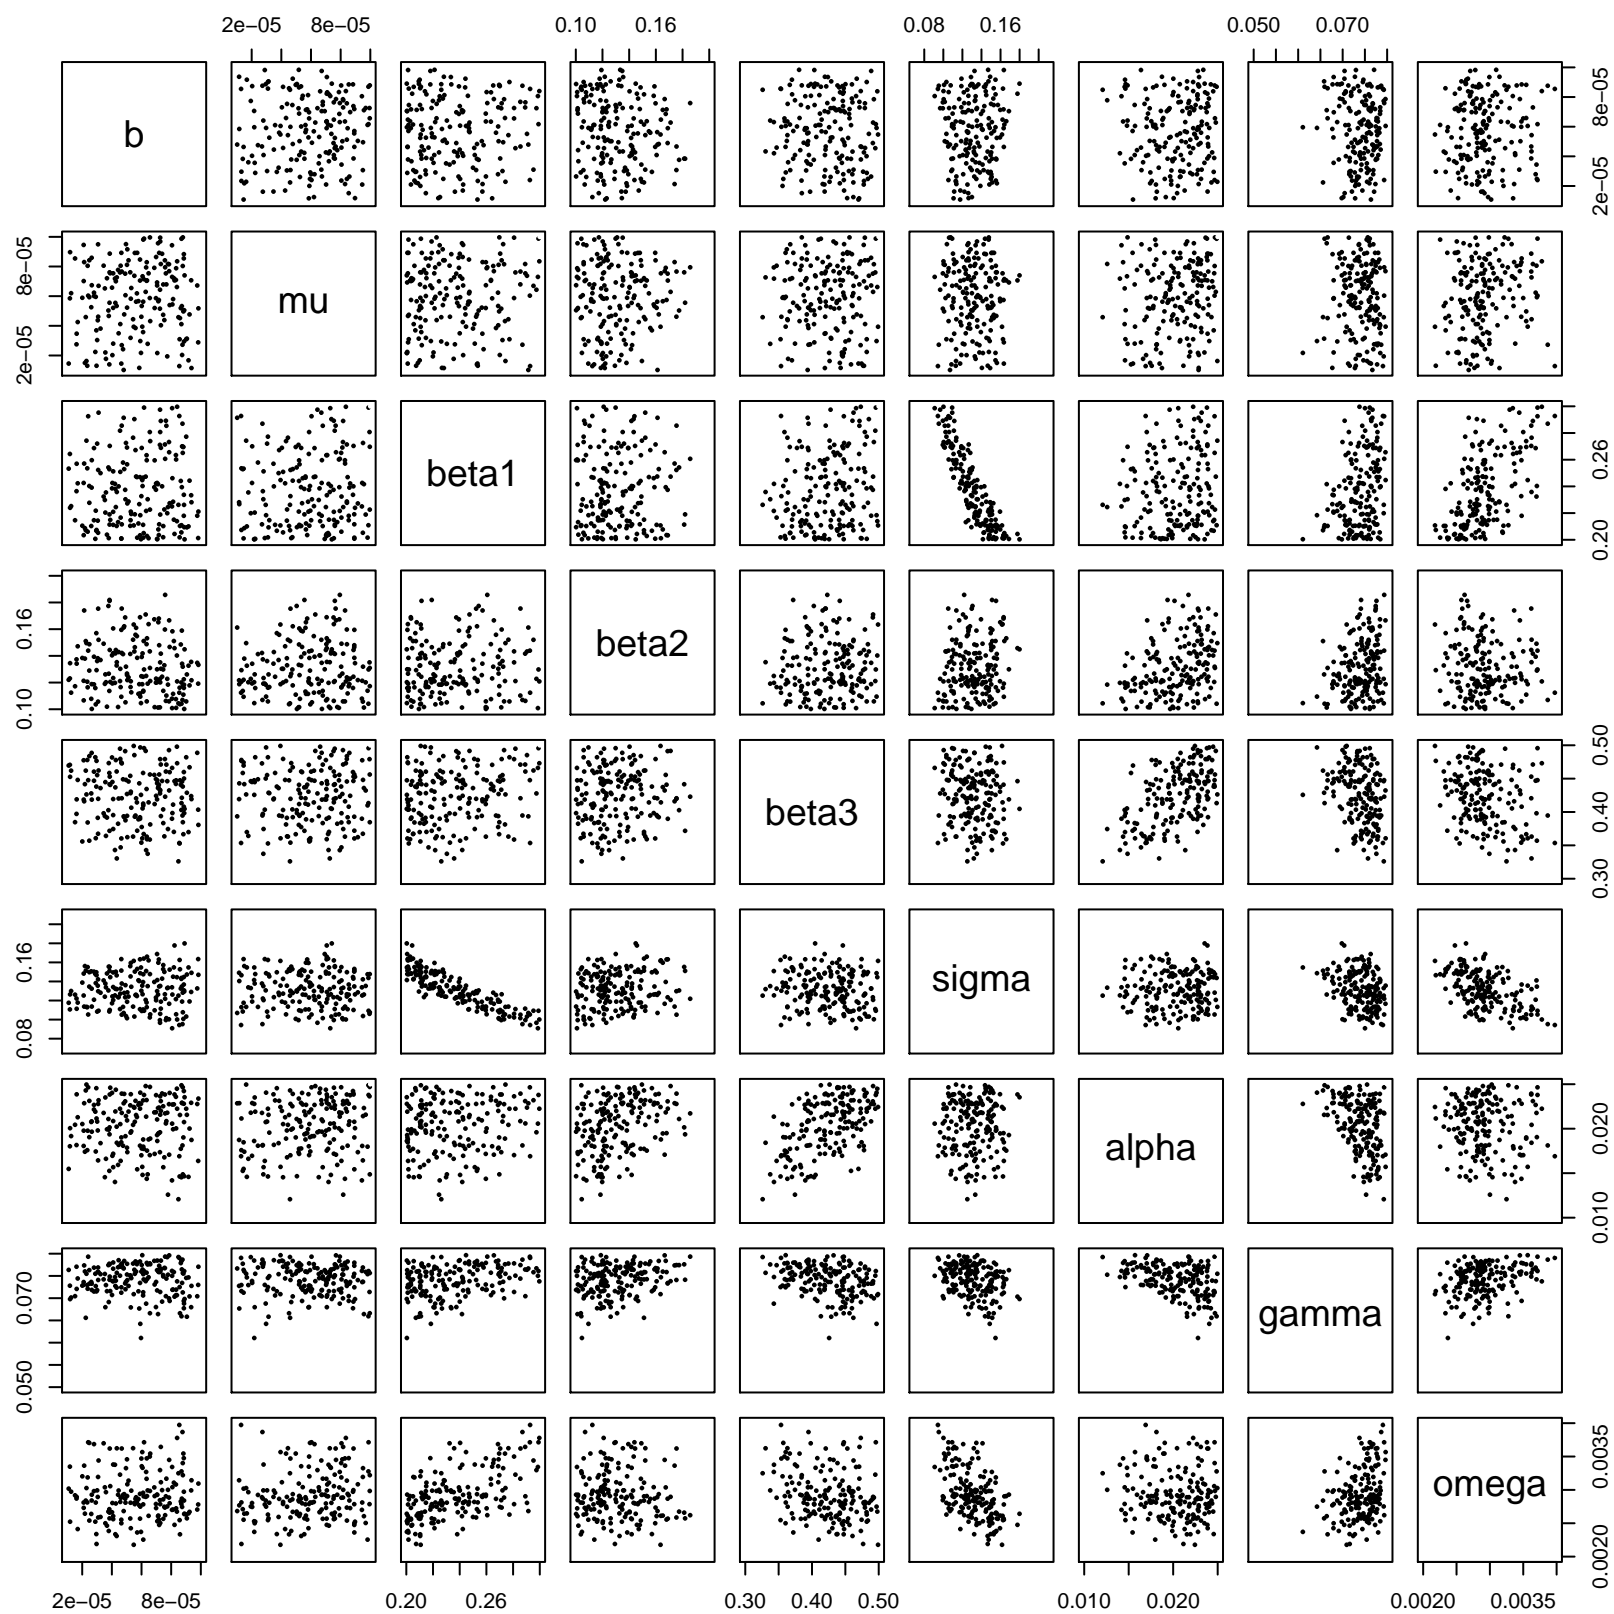 2e−05 8e−05 0.10 0.16 0.08 0.16 0.050 0.070
b 2e−05 8e−05
2e−05 8e−05 mu
beta1 0.20 0.26
0.10 0.16 beta2
beta3 0.30 0.40 0.50
0.08 0.16 sigma
alpha 0.010 0.020
0.050 0.070 gamma
omega 0.0020 0.0035
2e−05 8e−05 0.20 0.26 0.30 0.40 0.50 0.010 0.020 0.0020 0.0035